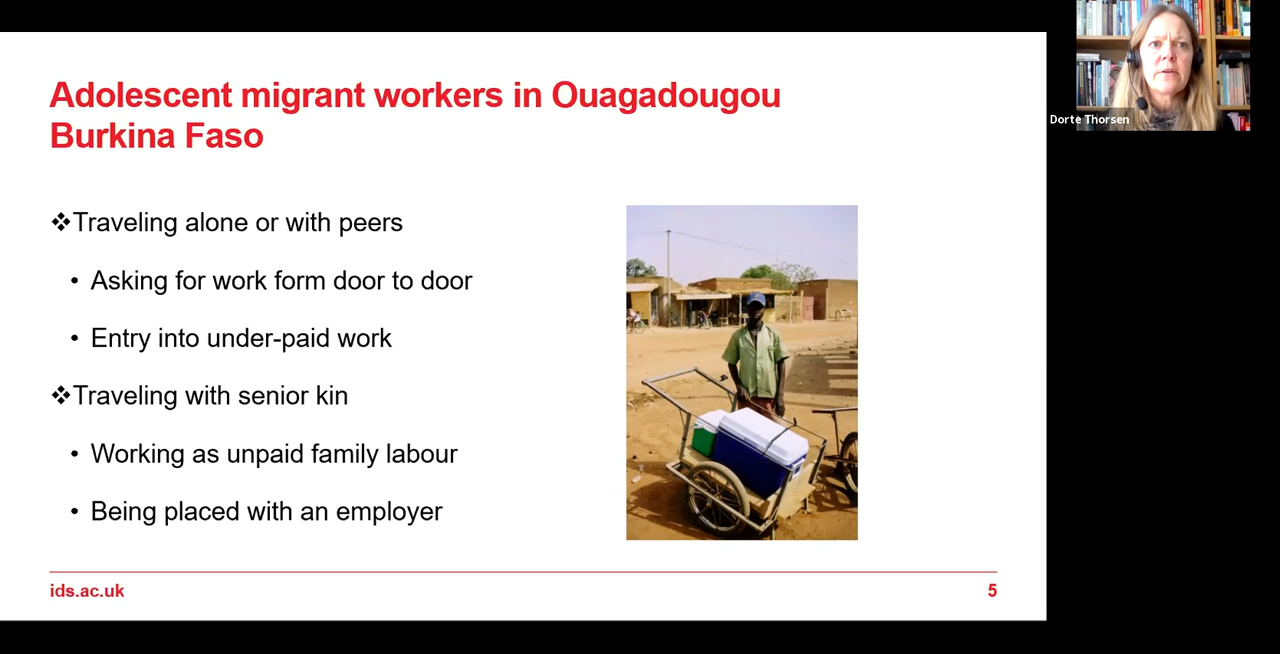 Adolescent migrant workers in Ouagadougou
Burkina Faso
❖Traveling alone or with peers
• Asking for work form door to door
• Entry into under-paid work
❖Traveling with senior kin
• Working as unpaid family labour
• Being placed with an employer
ids.ac.uk
5
Dorte Thorsen